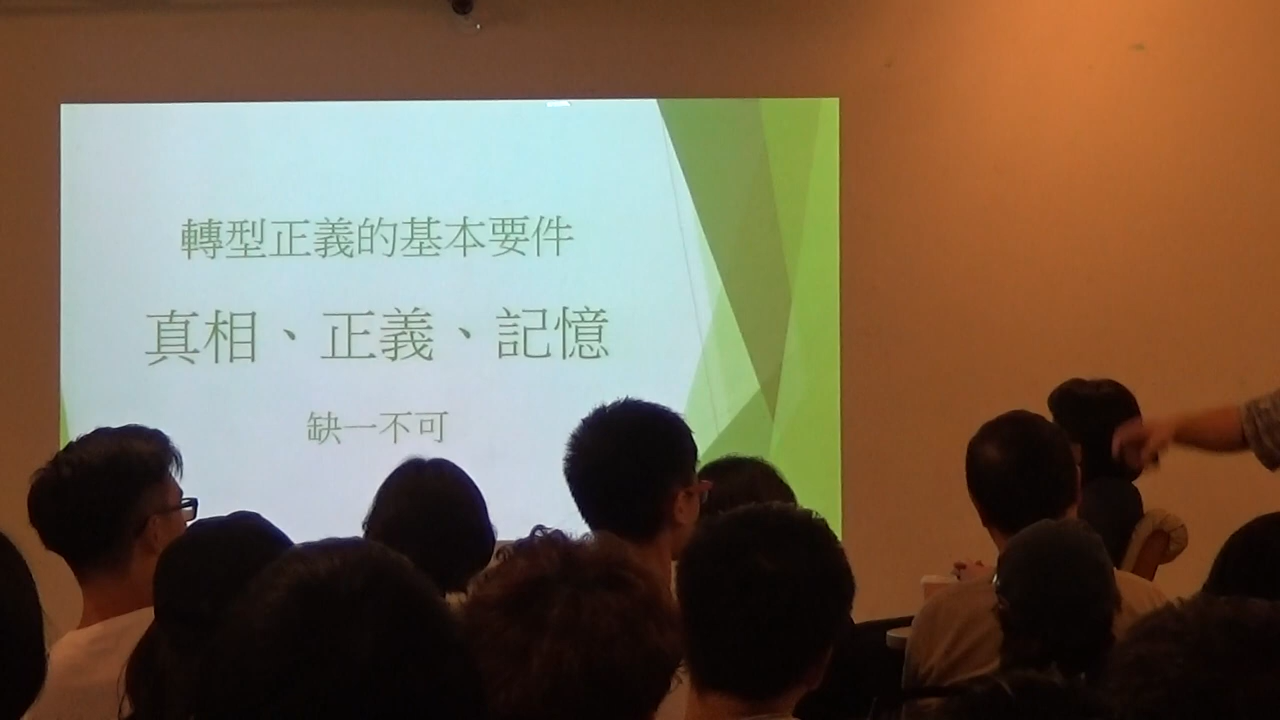 轉型正義的基本要件
真相、正義、記憶
缺一不可